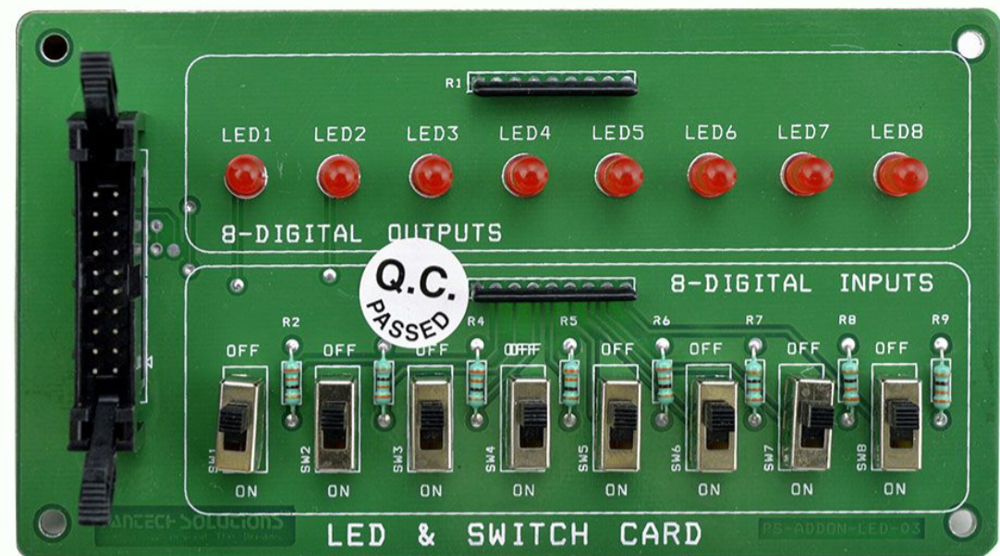 R1
LED1 LED2 LED3 LED4 LED5 LED6 LED7 LED8
8-DIGITAL OUTPUTS
Q.C.
PASSED
8-DIGITAL INPUTS
R2 R4 R5 R6 R7 R8 R9
OFF OFF OFF OFF OFF OFF OFF
SW1 SW2 SW3 SW4 SW5 SW6 SW7 SW8
ON ON ON ON ON ON ON ON
SOLUTIONS
LED & SWITCH CARD
PS-ADDON-LED-03